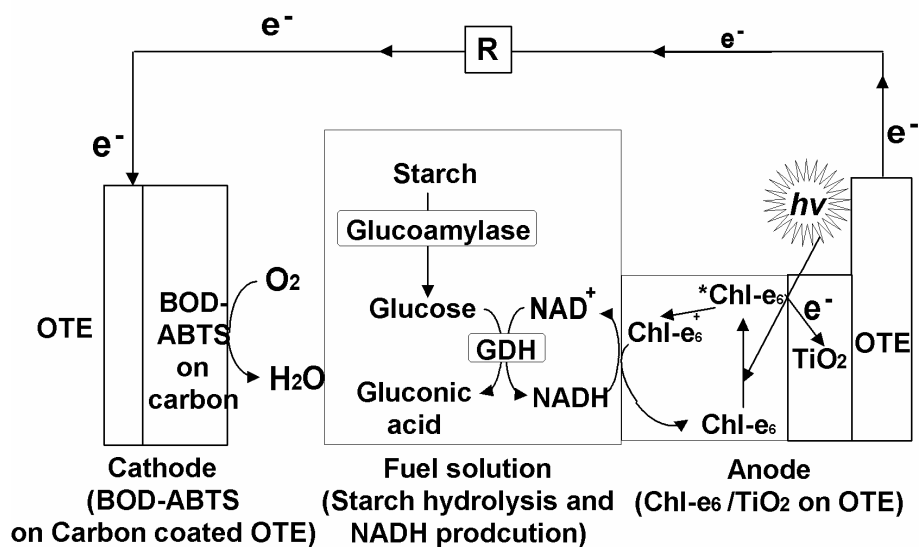 e-
R
e-
e-
e-
Starch
hν
Glucoamylase
O2
BOD-
ABTS
on
carbon
OTE
H2O
Glucose
NAD+
GDH
Gluconic
acid
NADH
*Chl-e6
Chl-e6+
e-
TiO2
OTE
Chl-e6
Cathode
(BOD-ABTS
on Carbon coated OTE)
Fuel solution
(Starch hydrolysis and
NADH prodcution)
Anode
(Chl-e6 /TiO2 on OTE)